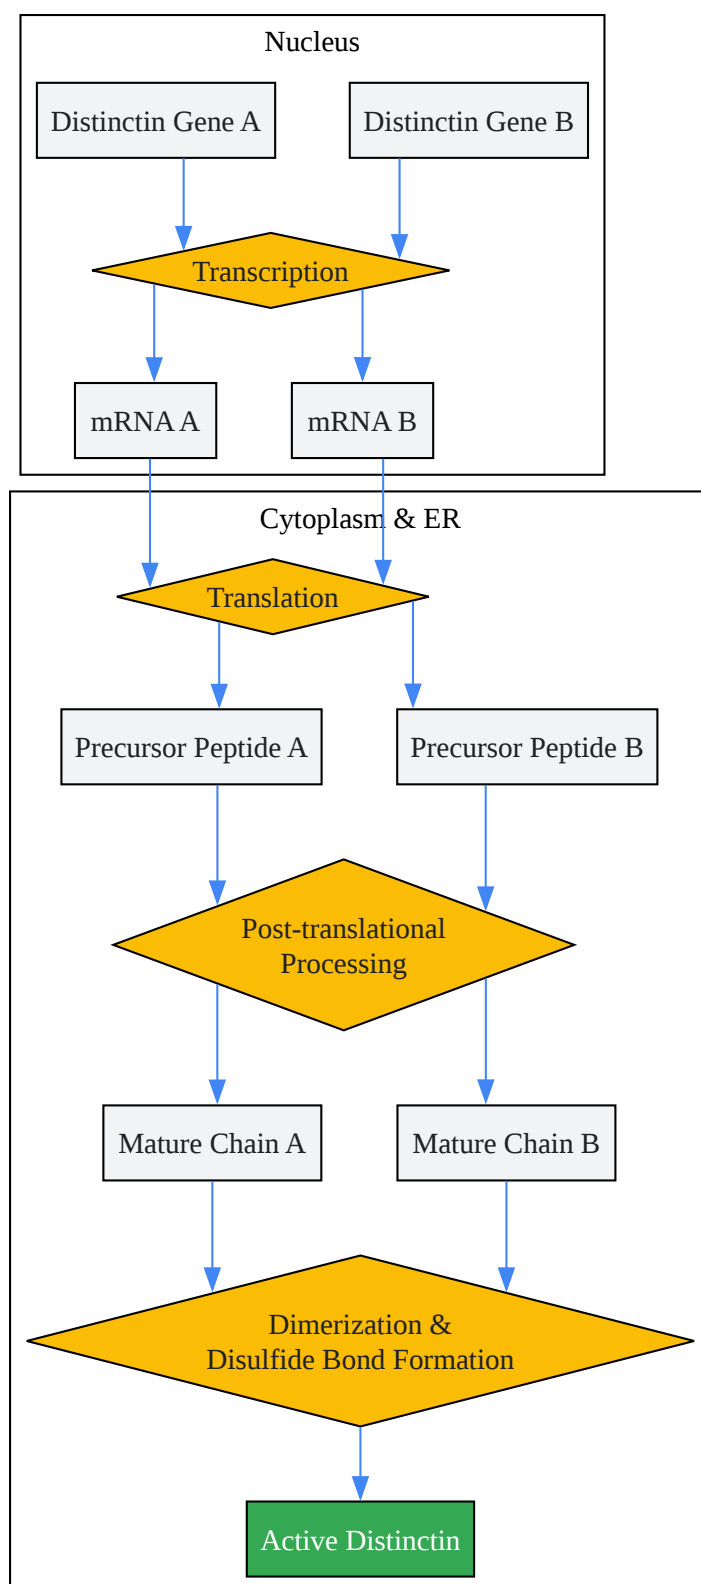 Nucleus
Distinctin Gene A
Distinctin Gene B
Transcription
mRNA A
mRNA B
Cytoplasm & ER
Translation
Precursor Peptide A
Precursor Peptide B
Post-translational
Processing
Mature Chain A
Mature Chain B
Dimerization &
Disulfide Bond Formation
Active Distinctin